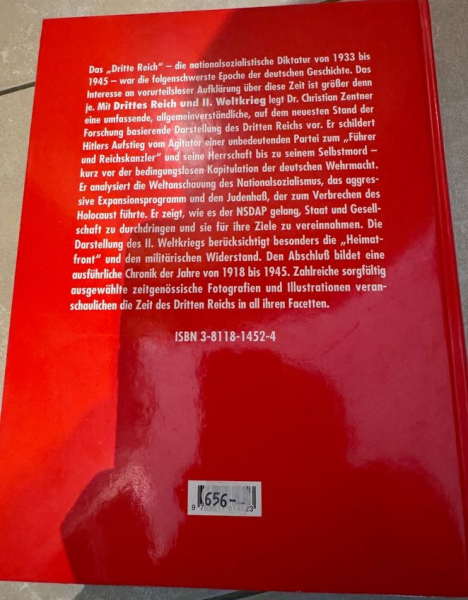 Das „Dritte Reich“ – die nationalsozialistische Diktatur von 1933 bis
1945 – war die folgenschwerste Epoche der deutschen Geschichte. Das
Interesse an vorurteilsloser Aufklärung über diese Zeit ist größer denn
je. Mit Drittes Reich und II. Weltkrieg legt Dr. Christian Zentner
eine umfassende, allgemeinverständliche, auf dem neuesten Stand der
Forschung basierende Darstellung des Dritten Reichs vor. Er schildert
Hitlers Aufstieg vom Agitator einer unbedeutenden Partei zum „Führer
und Reichskanzler“ und seine Herrschaft bis zu seinem Selbstmord –
kurz vor der bedingungslosen Kapitulation der deutschen Wehrmacht.
Er analysiert die Weltanschauung des Nationalsozialismus, das aggres-
sive Expansionsprogramm und den Judenhaß, der zum Verbrechen des
Holocaust führte. Er zeigt, wie es der NSDAP gelang, Staat und Gesell-
schaft zu durchdringen und sie für ihre Ziele zu vereinnahmen. Die
Darstellung des II. Weltkriegs berücksichtigt besonders die „Heimat-
front“ und den militärischen Widerstand. Den Abschluß bildet eine
ausführliche Chronik der Jahre von 1918 bis 1945. Zahlreiche sorgfältig
ausgewählte zeitgenössische Fotografien und Illustrationen veran-
schaulichen die Zeit des Dritten Reichs in all ihren Facetten.
ISBN 3-8118-1452-4
656-